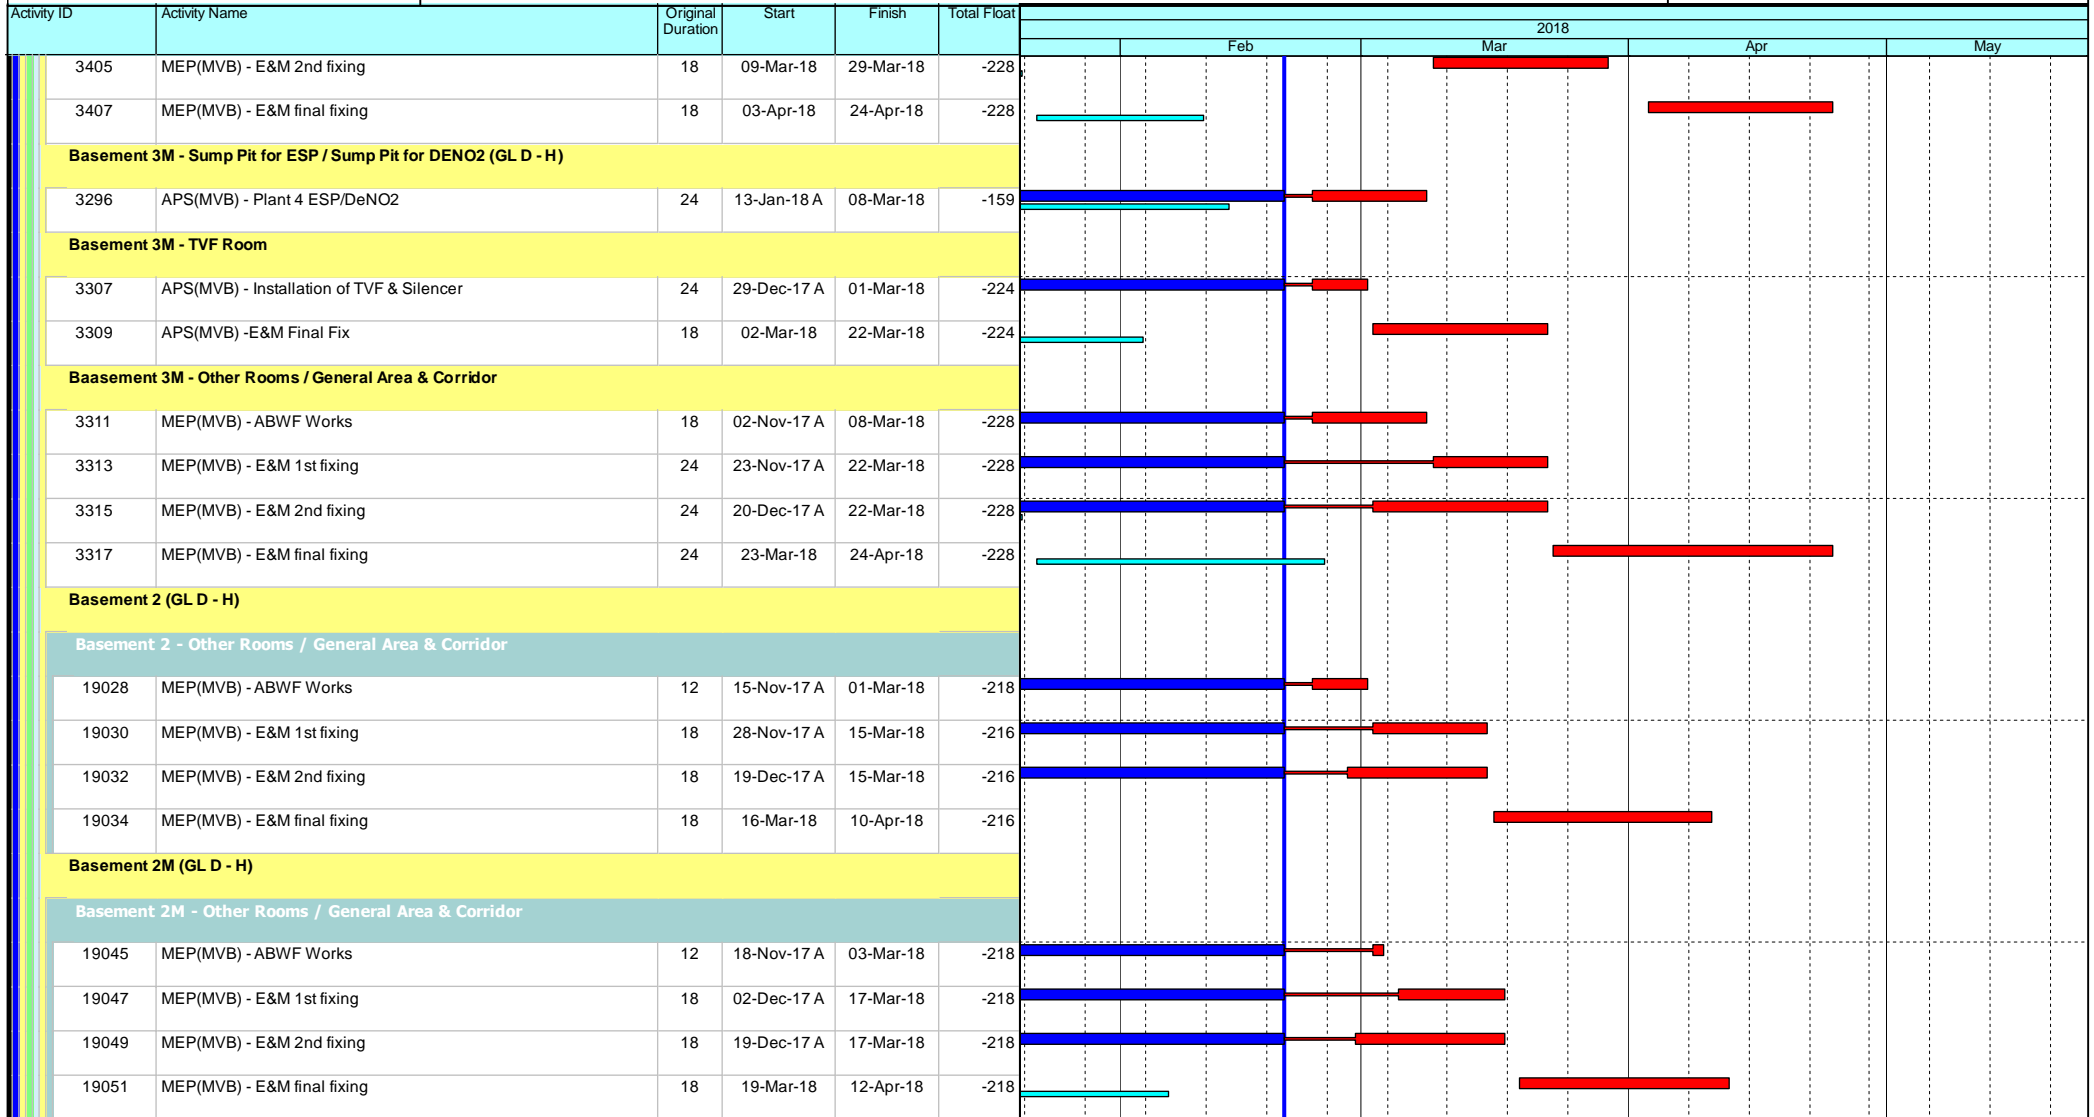 Activity ID Activity Name Original Duration Start Finish Total Float
2018
Feb Mar Apr May
3405 MEP(MVB) - E&M 2nd fixing 18 09-Mar-18 29-Mar-18 -228
3407 MEP(MVB) - E&M final fixing 18 03-Apr-18 24-Apr-18 -228
Basement 3M - Sump Pit for ESP / Sump Pit for DENO2 (GL D - H)
3296 APS(MVB) - Plant 4 ESP/DeNO2 24 13-Jan-18 A 08-Mar-18 -159
Basement 3M - TVF Room
3307 APS(MVB) - Installation of TVF & Silencer 24 29-Dec-17 A 01-Mar-18 -224
3309 APS(MVB) -E&M Final Fix 18 02-Mar-18 22-Mar-18 -224
Baasement 3M - Other Rooms / General Area & Corridor
3311 MEP(MVB) - ABWF Works 18 02-Nov-17 A 08-Mar-18 -228
3313 MEP(MVB) - E&M 1st fixing 24 23-Nov-17 A 22-Mar-18 -228
3315 MEP(MVB) - E&M 2nd fixing 24 20-Dec-17 A 22-Mar-18 -228
3317 MEP(MVB) - E&M final fixing 24 23-Mar-18 24-Apr-18 -228
Basement 2 (GL D - H)
Basement 2 - Other Rooms / General Area & Corridor
19028 MEP(MVB) - ABWF Works 12 15-Nov-17 A 01-Mar-18 -218
19030 MEP(MVB) - E&M 1st fixing 18 28-Nov-17 A 15-Mar-18 -216
19032 MEP(MVB) - E&M 2nd fixing 18 19-Dec-17 A 15-Mar-18 -216
19034 MEP(MVB) - E&M final fixing 18 16-Mar-18 10-Apr-18 -216
Basement 2M (GL D - H)
Basement 2M - Other Rooms / General Area & Corridor
19045 MEP(MVB) - ABWF Works 12 18-Nov-17 A 03-Mar-18 -218
19047 MEP(MVB) - E&M 1st fixing 18 02-Dec-17 A 17-Mar-18 -218
19049 MEP(MVB) - E&M 2nd fixing 18 19-Dec-17 A 17-Mar-18 -218
19051 MEP(MVB) - E&M final fixing 18 19-Mar-18 12-Apr-18 -218